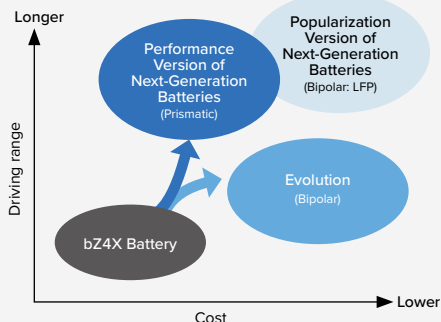 Longer
Popularization
Version of
Next-Generation
Batteries
(Bipolar: LFP)
Performance
Version of
Next-Generation
Batteries
(Prismatic)
Driving range
Evolution
(Bipolar)
bZ4X Battery
Lower
Cost